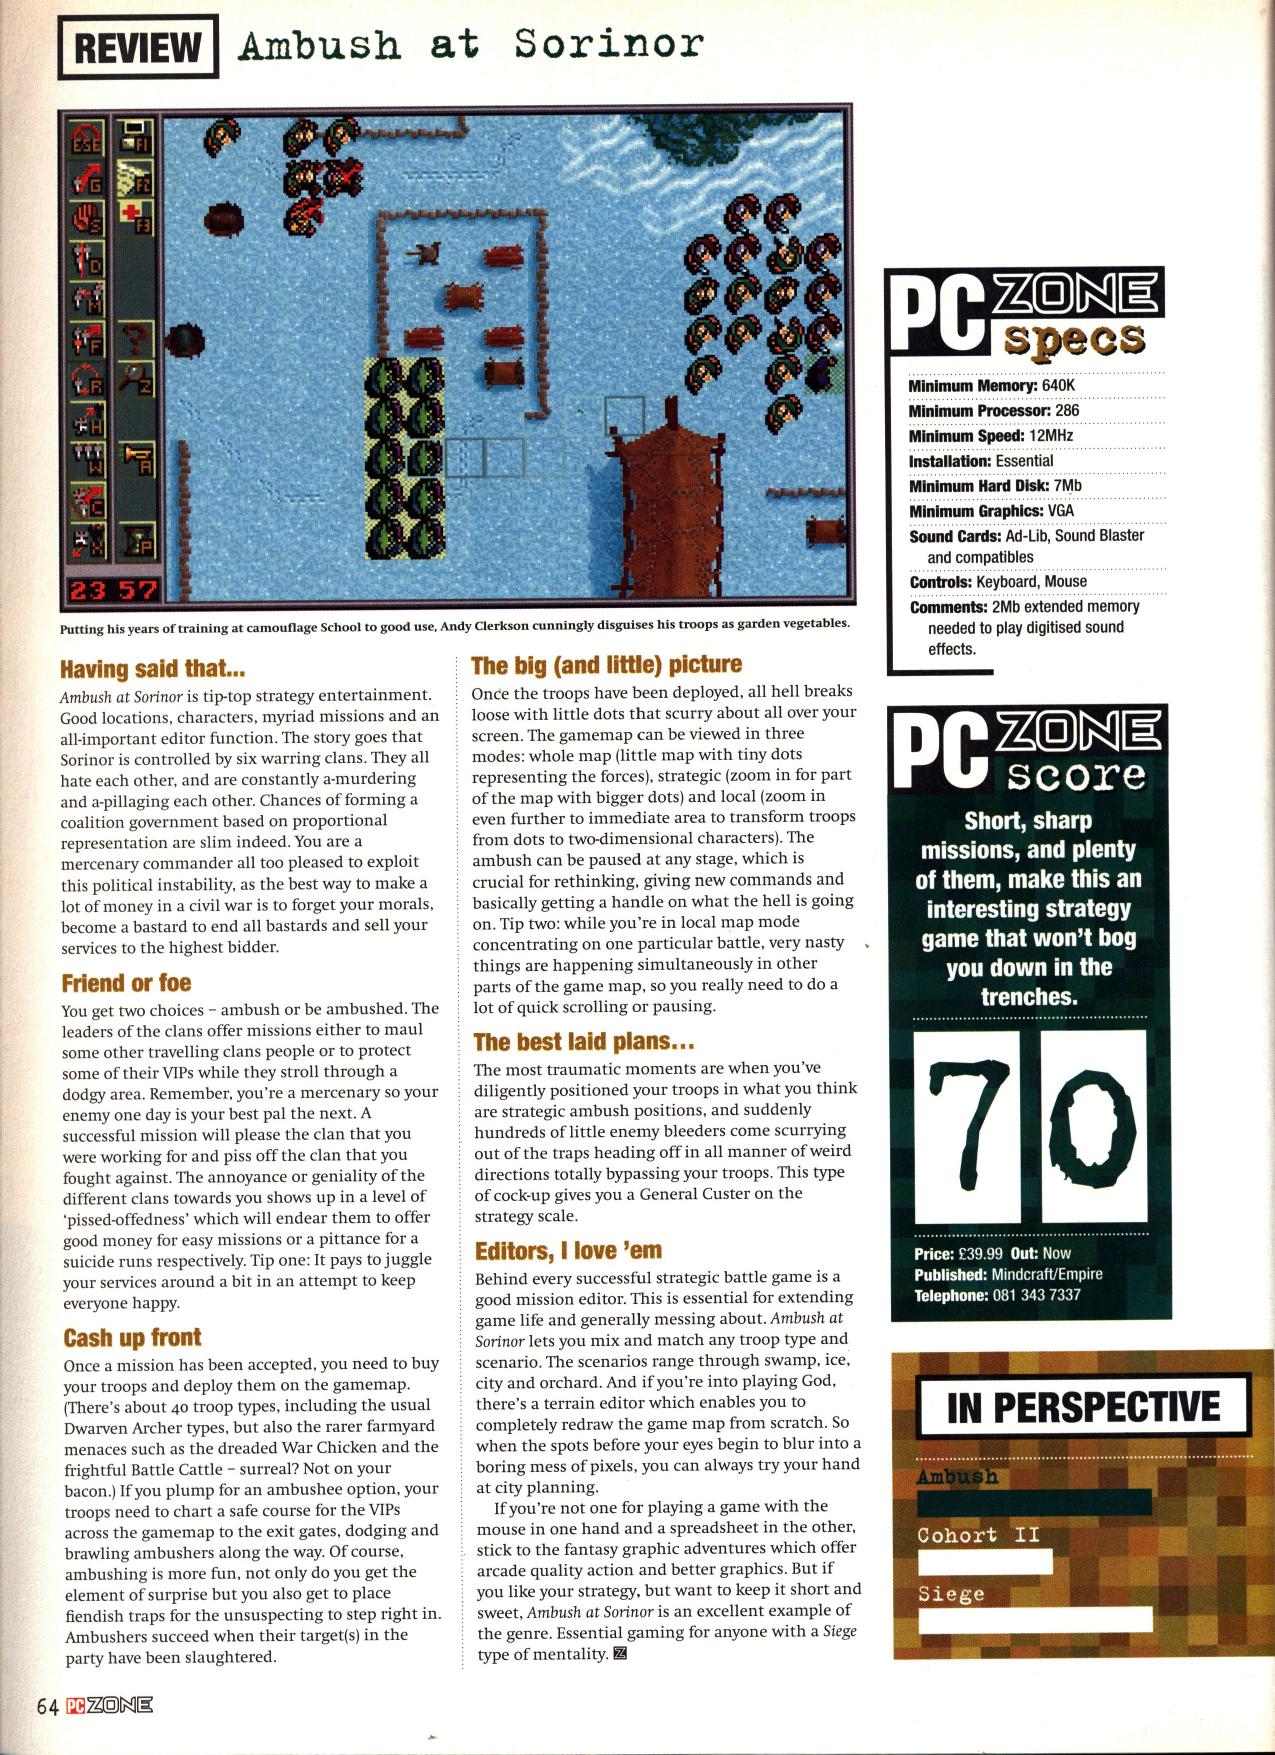 REVIEW Ambush at Sorinor
ESC F1
G F2
S F3
D
M
F ?
R Z
H
W A
C
X P
23 57
Putting his years of training at camouflage School to good use, Andy Clerkson cunningly disguises his troops as garden vegetables.
Having said that...
Ambush at Sorinor is tip-top strategy entertainment.
Good locations, characters, myriad missions and an
all-important editor function. The story goes that
Sorinor is controlled by six warring clans. They all
hate each other, and are constantly a-murdering
and a-pillaging each other. Chances of forming a
coalition government based on proportional
representation are slim indeed. You are a
mercenary commander all too pleased to exploit
this political instability, as the best way to make a
lot of money in a civil war is to forget your morals,
become a bastard to end all bastards and sell your
services to the highest bidder.
Friend or foe
You get two choices – ambush or be ambushed. The
leaders of the clans offer missions either to maul
some other travelling clans people or to protect
some of their VIPs while they stroll through a
dodgy area. Remember, you're a mercenary so your
enemy one day is your best pal the next. A
successful mission will please the clan that you
were working for and piss off the clan that you
fought against. The annoyance or geniality of the
different clans towards you shows up in a level of
'pissed-offedness' which will endear them to offer
good money for easy missions or a pittance for a
suicide runs respectively. Tip one: It pays to juggle
your services around a bit in an attempt to keep
everyone happy.
Cash up front
Once a mission has been accepted, you need to buy
your troops and deploy them on the gamemap.
(There's about 40 troop types, including the usual
Dwarven Archer types, but also the rarer farmyard
menaces such as the dreaded War Chicken and the
frightful Battle Cattle – surreal? Not on your
bacon.) If you plump for an ambushee option, your
troops need to chart a safe course for the VIPs
across the gamemap to the exit gates, dodging and
brawling ambushers along the way. Of course,
ambushing is more fun, not only do you get the
element of surprise but you also get to place
fiendish traps for the unsuspecting to step right in.
Ambushers succeed when their target(s) in the
party have been slaughtered.
The big (and little) picture
Once the troops have been deployed, all hell breaks
loose with little dots that scurry about all over your
screen. The gamemap can be viewed in three
modes: whole map (little map with tiny dots
representing the forces), strategic (zoom in for part
of the map with bigger dots) and local (zoom in
even further to immediate area to transform troops
from dots to two-dimensional characters). The
ambush can be paused at any stage, which is
crucial for rethinking, giving new commands and
basically getting a handle on what the hell is going
on. Tip two: while you're in local map mode
concentrating on one particular battle, very nasty
things are happening simultaneously in other
parts of the game map, so you really need to do a
lot of quick scrolling or pausing.
The best laid plans...
The most traumatic moments are when you've
diligently positioned your troops in what you think
are strategic ambush positions, and suddenly
hundreds of little enemy bleeders come scurrying
out of the traps heading off in all manner of weird
directions totally bypassing your troops. This type
of cock-up gives you a General Custer on the
strategy scale.
Editors, I love 'em
Behind every successful strategic battle game is a
good mission editor. This is essential for extending
game life and generally messing about. Ambush at
Sorinor lets you mix and match any troop type and
scenario. The scenarios range through swamp, ice,
city and orchard. And if you're into playing God,
there's a terrain editor which enables you to
completely redraw the game map from scratch. So
when the spots before your eyes begin to blur into a
boring mess of pixels, you can always try your hand
at city planning.
If you're not one for playing a game with the
mouse in one hand and a spreadsheet in the other,
stick to the fantasy graphic adventures which offer
arcade quality action and better graphics. But if
you like your strategy, but want to keep it short and
sweet, Ambush at Sorinor is an excellent example of
the genre. Essential gaming for anyone with a Siege
type of mentality. Z
PC ZONE
specs
Minimum Memory: 640K
Minimum Processor: 286
Minimum Speed: 12MHz
Installation: Essential
Minimum Hard Disk: 7Mb
Minimum Graphics: VGA
Sound Cards: Ad-Lib, Sound Blaster
and compatibles
Controls: Keyboard, Mouse
Comments: 2Mb extended memory
needed to play digitised sound
effects.
PC ZONE
score
Short, sharp
missions, and plenty
of them, make this an
interesting strategy
game that won't bog
you down in the
trenches.
70
Price: £39.99 Out: Now
Published: Mindcraft/Empire
Telephone: 081 343 7337
IN PERSPECTIVE
Ambush
Cohort II
Siege
64 PC ZONE